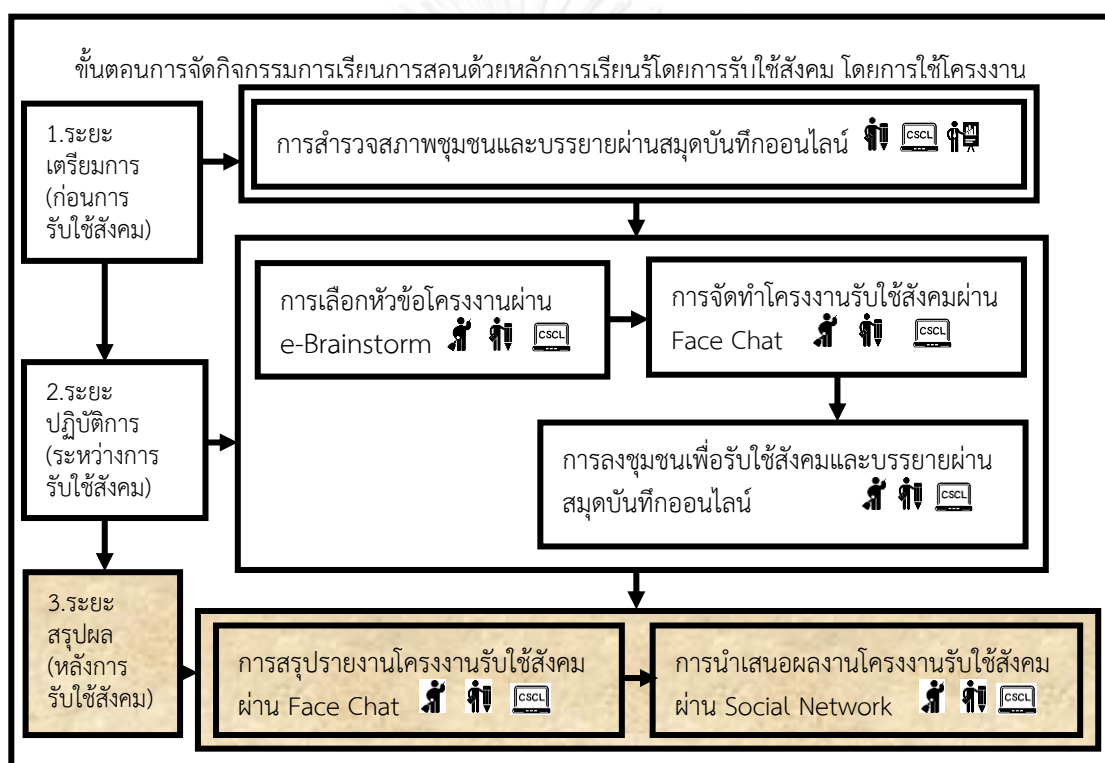 ขั้นตอนการจัดกิจกรรมการเรียนการสอนด้วยหลักการเรียนรู้โดยการรับใช้สังคม โดยการใช้โครงงาน
1.ระยะ
เตรียมการ
(ก่อนการ
รับใช้สังคม)
การสำรวจสภาพชุมชนและบรรยายผ่านสมุดบันทึกออนไลน์
CSCL
2.ระยะ
ปฏิบัติการ
(ระหว่างการ
รับใช้สังคม)
การเลือกหัวข้อโครงงานผ่าน
e-Brainstorm CSCL
การจัดทำโครงงานรับใช้สังคมผ่าน
Face Chat CSCL
การลงชุมชนเพื่อรับใช้สังคมและบรรยายผ่าน
สมุดบันทึกออนไลน์ CSCL
3.ระยะ
สรุปผล
(หลังการ
รับใช้สังคม)
การสรุปรายงานโครงงานรับใช้สังคม
ผ่าน Face Chat CSCL
การนำเสนอผลงานโครงงานรับใช้สังคม
ผ่าน Social Network CSCL